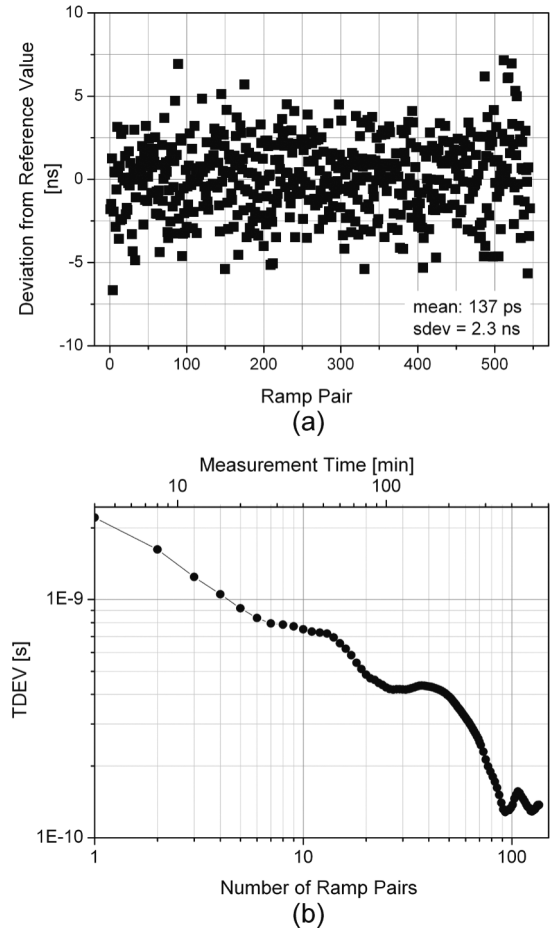 10
5
0
-5
-10
Deviation from Reference Value
[ns]
mean: 137 ps
sdev = 2.3 ns
0 100 200 300 400 500
Ramp Pair
(a)
Measurement Time [min]
10 100
1E-9
1E-10
TDEV [s]
1 10 100
Number of Ramp Pairs
(b)